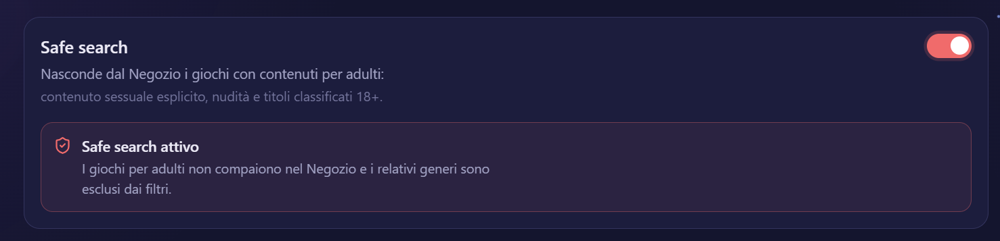 Safe search
Nasconde dal Negozio i giochi con contenuti per adulti:
contenuto sessuale esplicito, nudità e titoli classificati 18+.
Safe search attivo
I giochi per adulti non compaiono nel Negozio e i relativi generi sono
esclusi dai filtri.